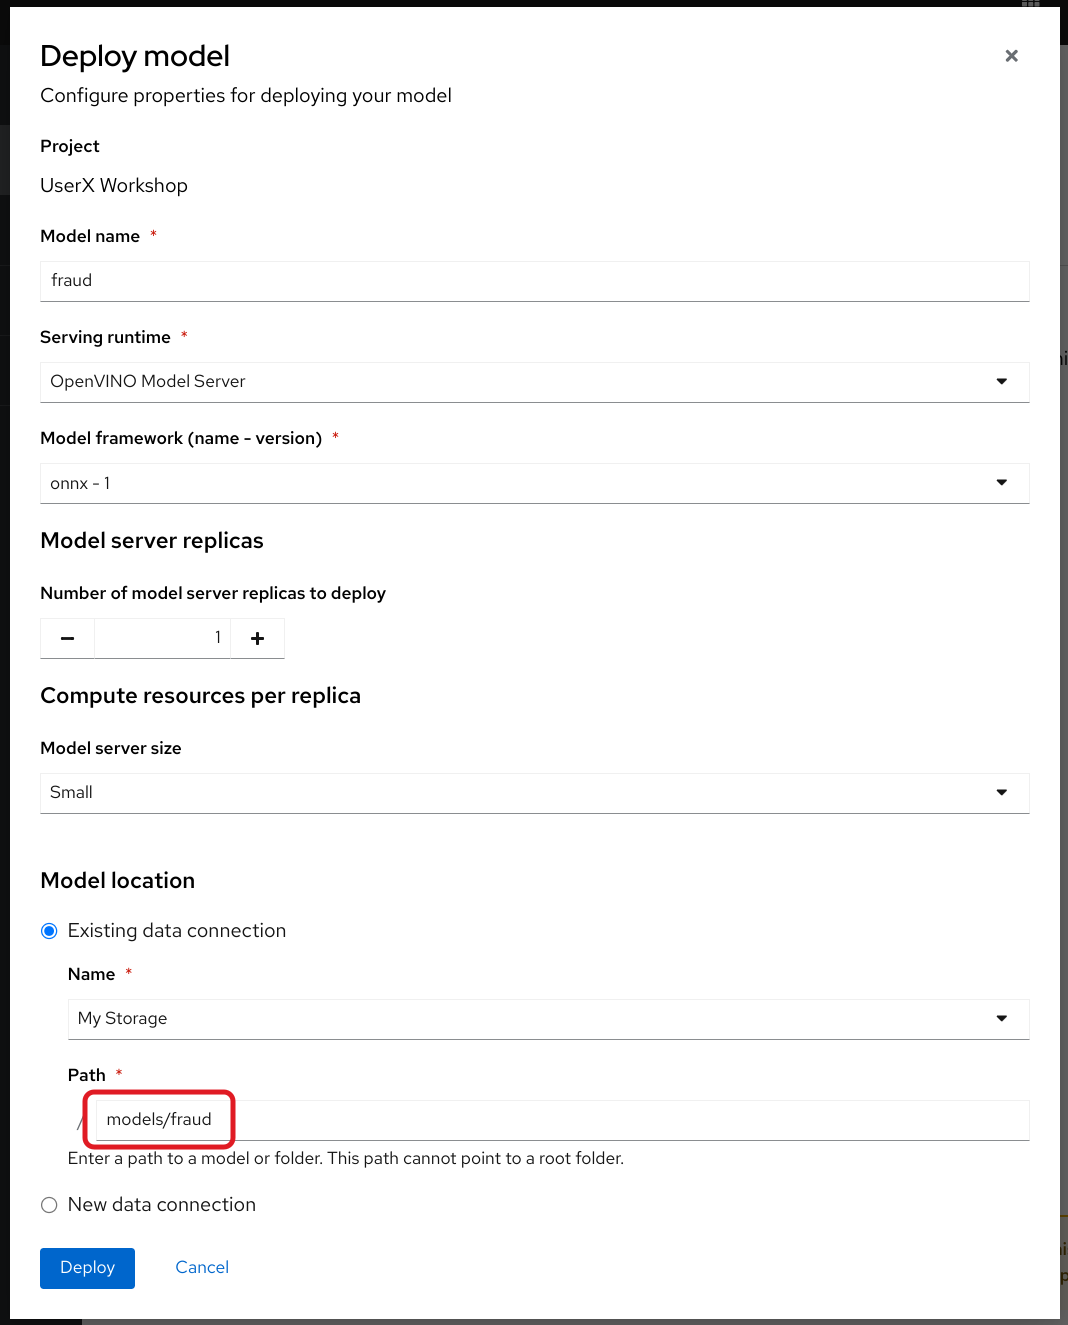 Deploy model
Configure properties for deploying your model
Project
UserX Workshop
Model name *
fraud
Serving runtime *
OpenVINO Model Server
Model framework (name - version) *
onnx - 1
Model server replicas
Number of model server replicas to deploy
1
Compute resources per replica
Model server size
Small
Model location
Existing data connection
Name *
My Storage
Path *
/ models/fraud
Enter a path to a model or folder. This path cannot point to a root folder.
New data connection
Deploy Cancel